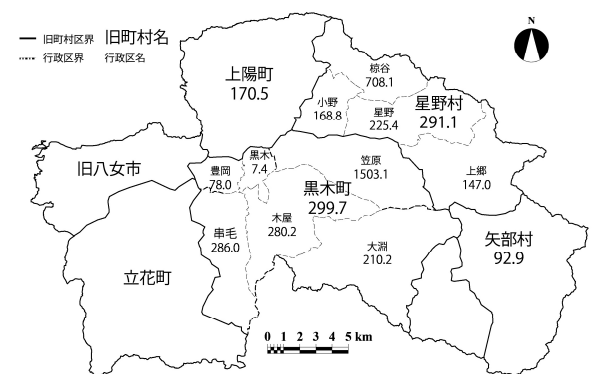 旧町村区界 旧町村名
行政区界 行政区名
N
椋谷
708.1
上陽町
170.5
小野
168.8
星野
225.4
星野村
291.1
黒木
7.4
旧八女市
豊岡
78.0
笠原
1503.1
上郷
147.0
黒木町
299.7
木屋
280.2
串毛
286.0
大淵
210.2
矢部村
92.9
立花町
0 1 2 3 4 5 km